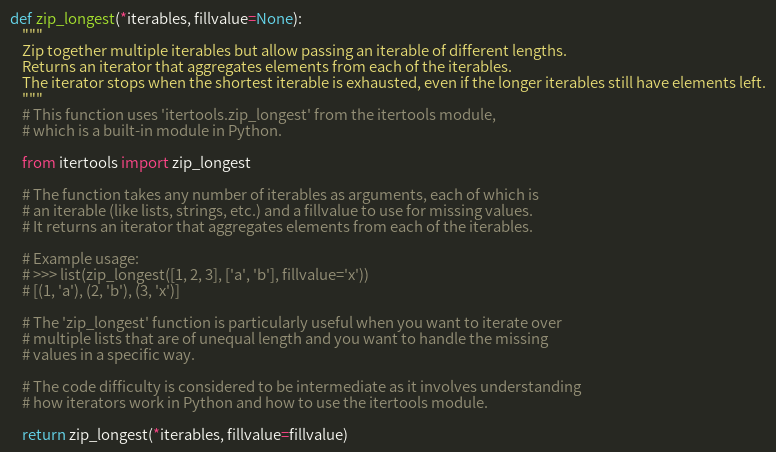 def zip_longest(*iterables, fillvalue=None):
"""
Zip together multiple iterables but allow passing an iterable of different lengths.
Returns an iterator that aggregates elements from each of the iterables.
The iterator stops when the shortest iterable is exhausted, even if the longer iterables still have elements left.
"""
# This function uses 'itertools.zip_longest' from the itertools module,
# which is a built-in module in Python.
from itertools import zip_longest
# The function takes any number of iterables as arguments, each of which is
# an iterable (like lists, strings, etc.) and a fillvalue to use for missing values.
# It returns an iterator that aggregates elements from each of the iterables.
# Example usage:
# >>> list(zip_longest([1, 2, 3], ['a', 'b'], fillvalue='x'))
# [(1, 'a'), (2, 'b'), (3, 'x')]
# The 'zip_longest' function is particularly useful when you want to iterate over
# multiple lists that are of unequal length and you want to handle the missing
# values in a specific way.
# The code difficulty is considered to be intermediate as it involves understanding
# how iterators work in Python and how to use the itertools module.
return zip_longest(*iterables, fillvalue=fillvalue)